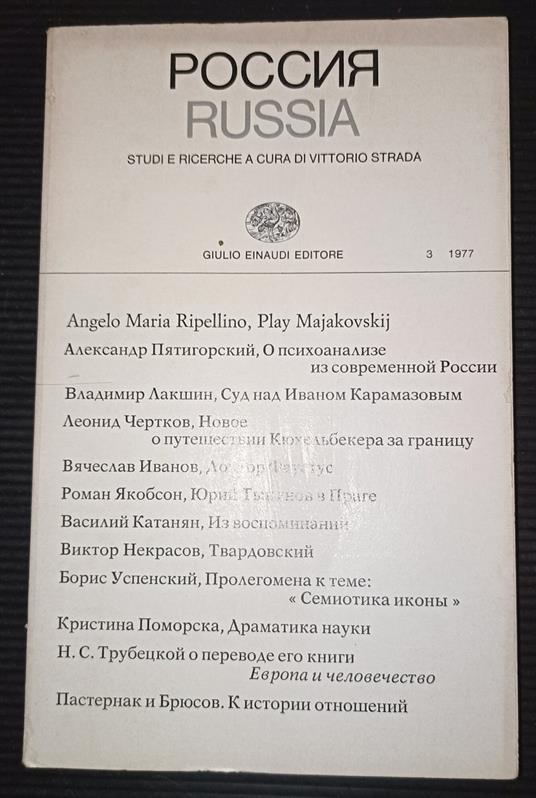 РОССИЯ
RUSSIA
STUDI E RICERCHE A CURA DI VITTORIO STRADA
GIULIO EINAUDI EDITORE 3 1977
Angelo Maria Ripellino, Play Majakovskij
Александр Пятигорский, О психоанализе
из современной России
Владимир Лакшин, Суд над Иваном Карамазовым
Леонид Чертков, Новое
о путешествии Кюхельбекера за границу
Вячеслав Иванов, Доктор Фаустус
Роман Якобсон, Юрий Тынянов в Праге
Василий Катанян, Из воспоминаний
Виктор Некрасов, Твардовский
Борис Успенский, Пролегомена к теме:
« Семиотика иконы »
Кристина Поморска, Драматика науки
Н. С. Трубецкой о переводе его книги
Европа и человечество
Пастернак и Брюсов. К истории отношений